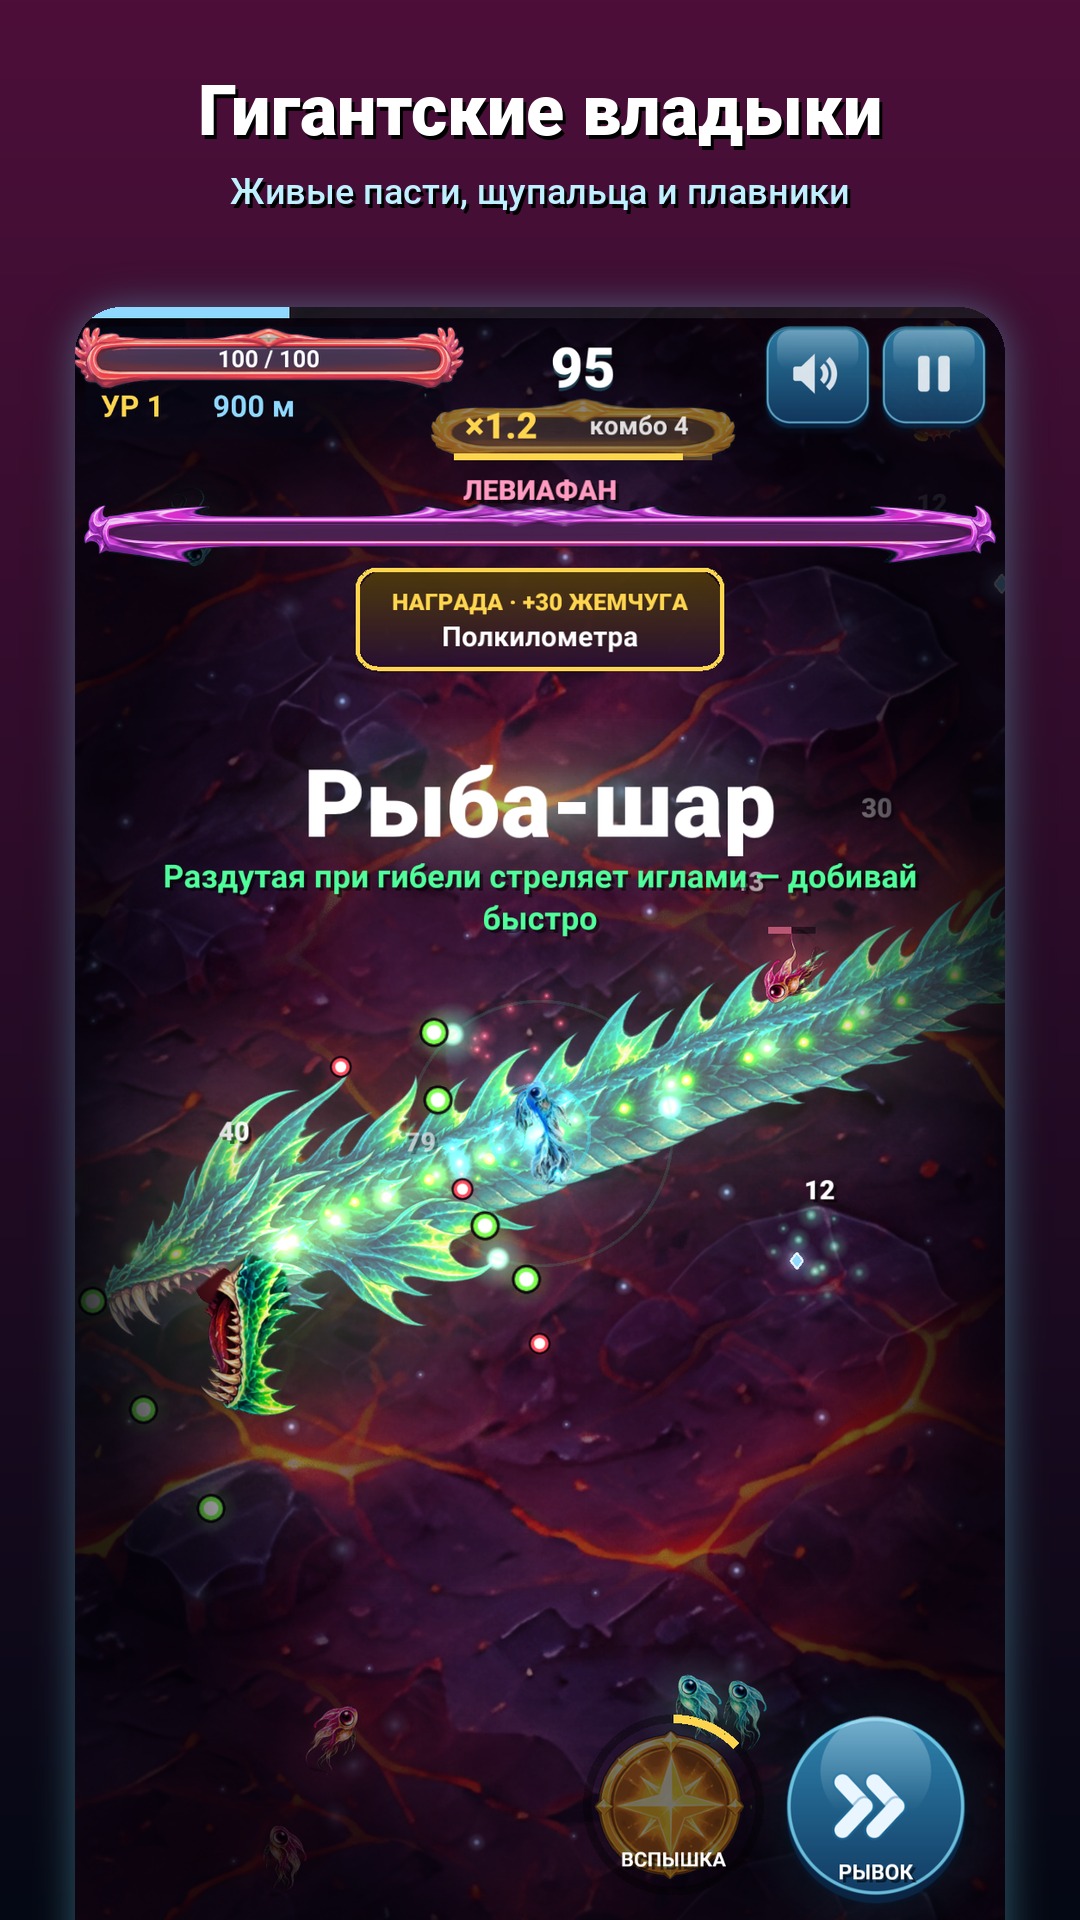 Гигантские владыки
Живые пасти, щупальца и плавники
100 / 100
95
УР 1
900 м
×1.2
комбо 4
ЛЕВИАФАН
12
НАГРАДА · +30 ЖЕМЧУГА
Полкилометра
Рыба-шар
30
Раздутая при гибели стреляет иглами — добивай
быстро
40
79
12
ВСПЫШКА
РЫВОК